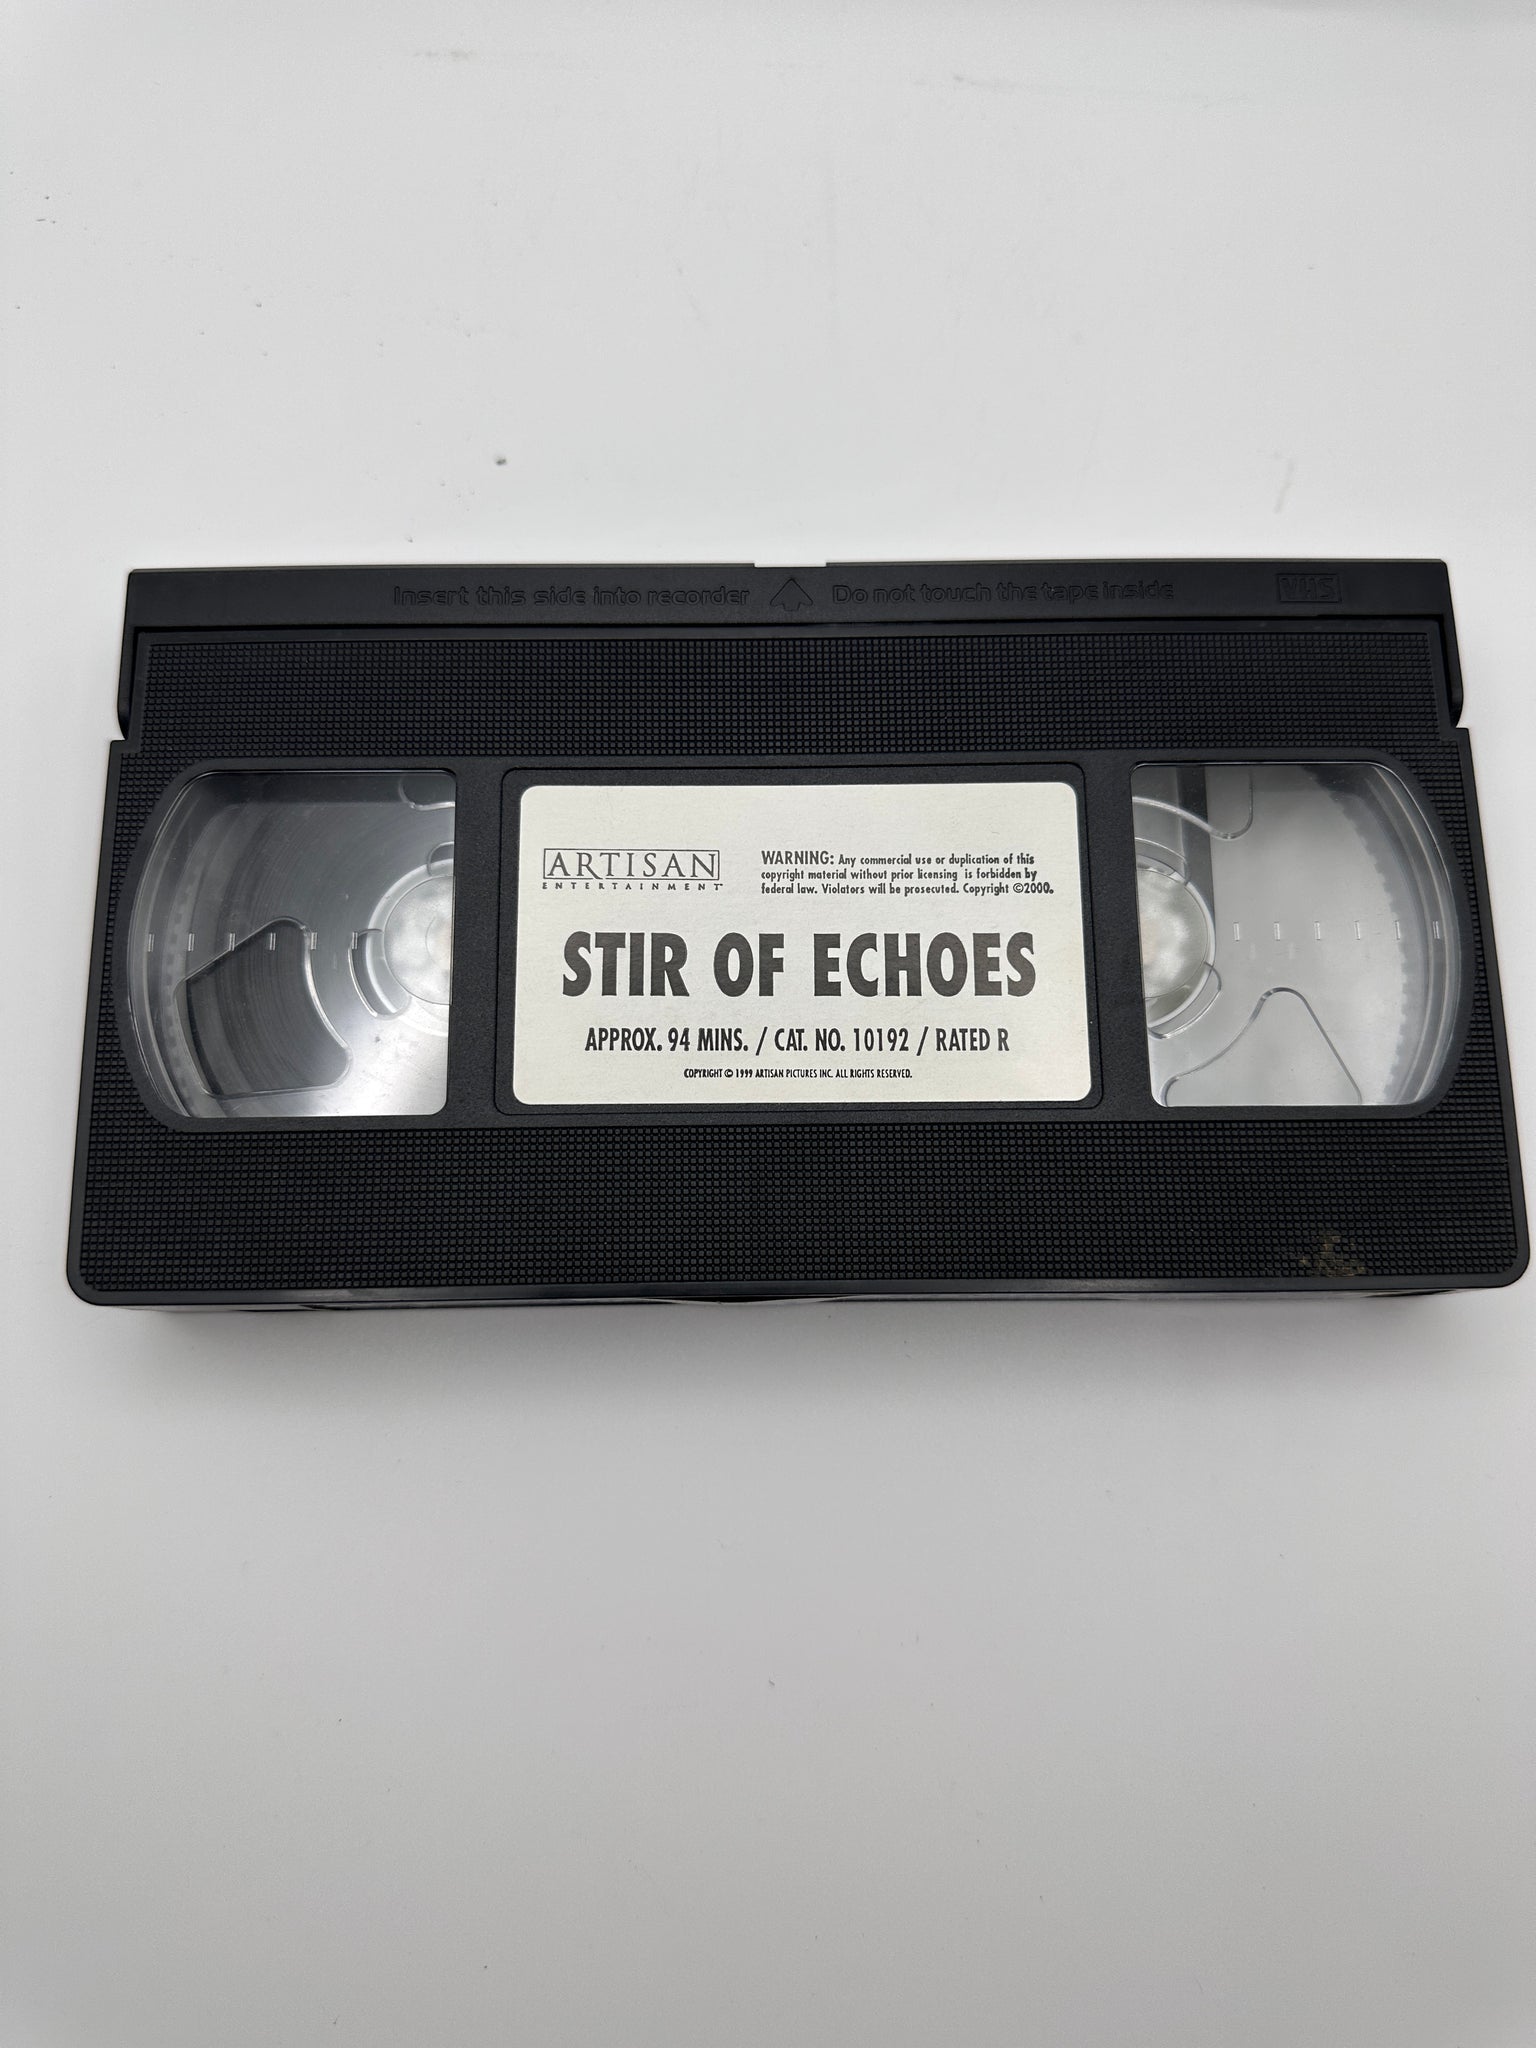 Insert this side into recorder Do not touch the tape inside VHS
ARTISAN
ENTERTAINMENT
WARNING: Any commercial use or duplication of this
copyright material without prior licensing is forbidden by
federal law. Violators will be prosecuted. Copyright ©2000.
STIR OF ECHOES
APPROX. 94 MINS. / CAT. NO. 10192 / RATED R
COPYRIGHT © 1999 ARTISAN PICTURES INC. ALL RIGHTS RESERVED.